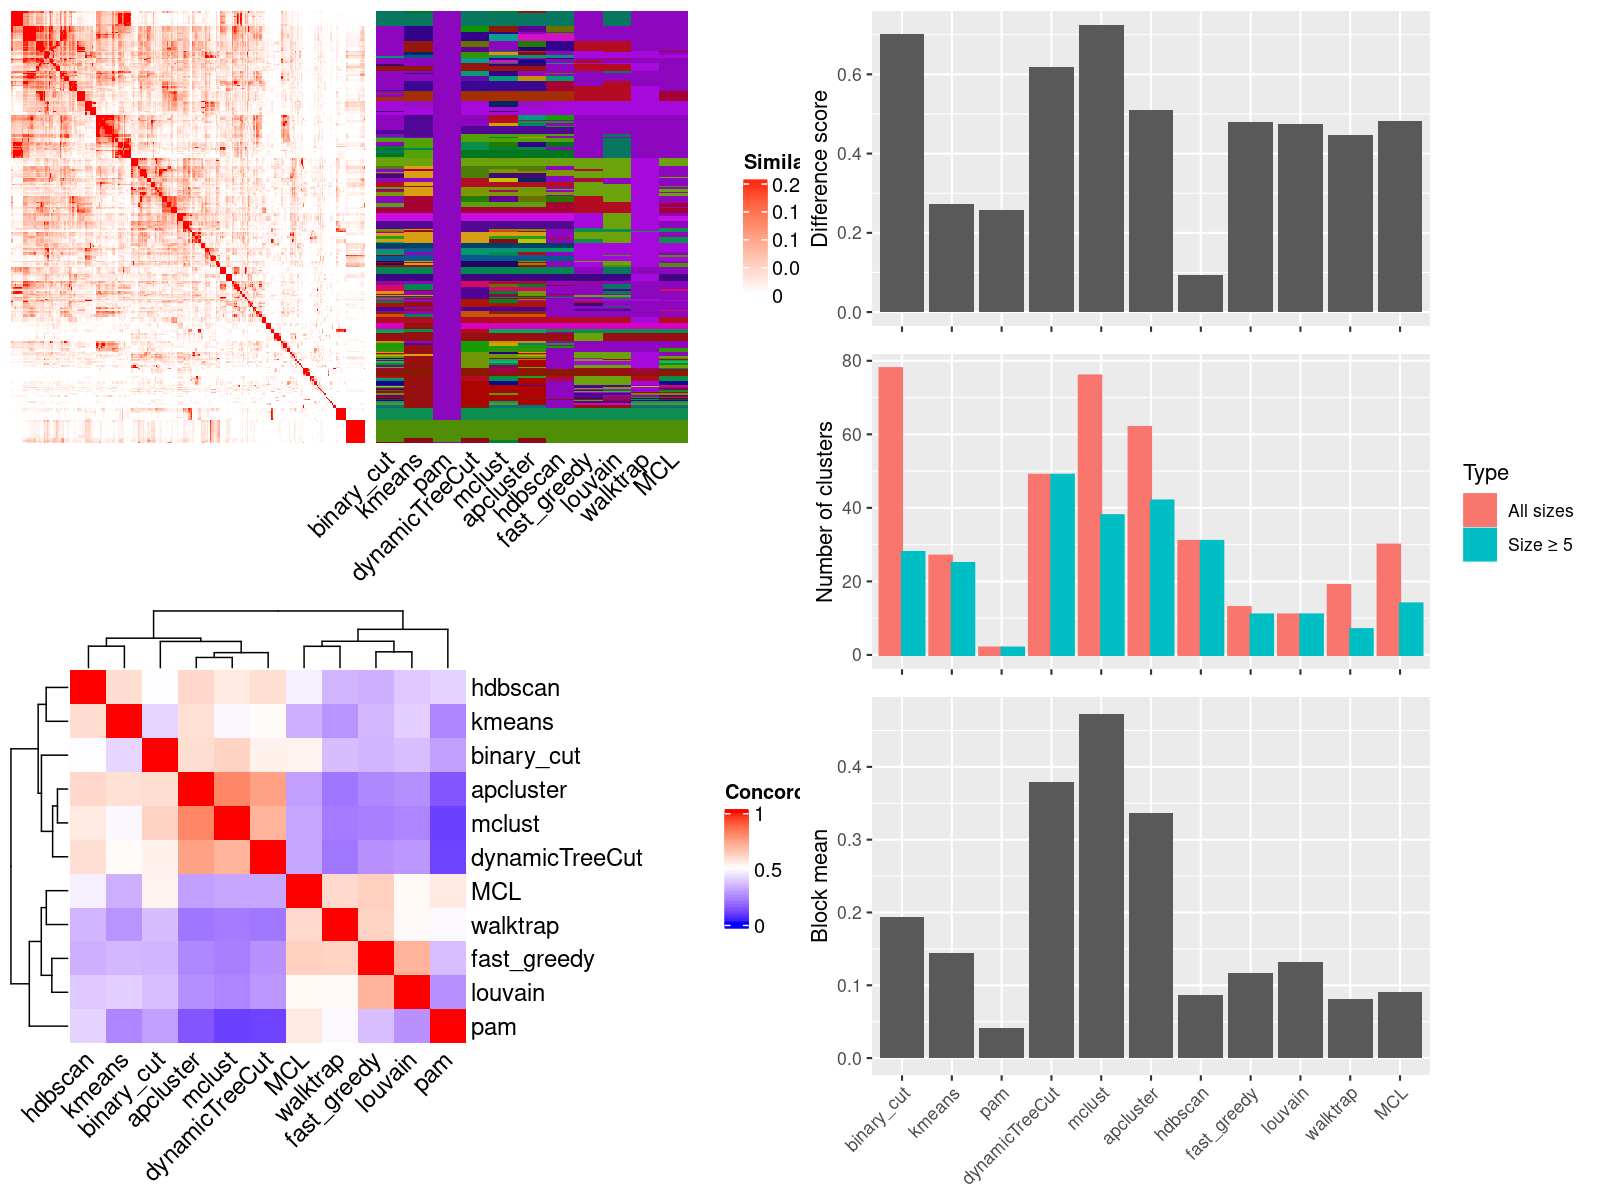 Simila
0.2
0.1
0.1
0.0
0
binary_cut
kmeans
pam
dynamicTreeCut
mclust
apcluster
hdbscan
fast_greedy
louvain
walktrap
MCL
hdbscan
kmeans
binary_cut
apcluster
mclust
dynamicTreeCut
MCL
walktrap
fast_greedy
louvain
pam
hdbscan
kmeans
binary_cut
apcluster
mclust
dynamicTreeCut
MCL
walktrap
fast_greedy
louvain
pam
Concord
1
0.5
0
Difference score
0.6
0.4
0.2
0.0
Number of clusters
80
60
40
20
0
Type
All sizes
Size ≥ 5
Block mean
0.4
0.3
0.2
0.1
0.0
binary_cut
kmeans
pam
dynamicTreeCut
mclust
apcluster
hdbscan
fast_greedy
louvain
walktrap
MCL